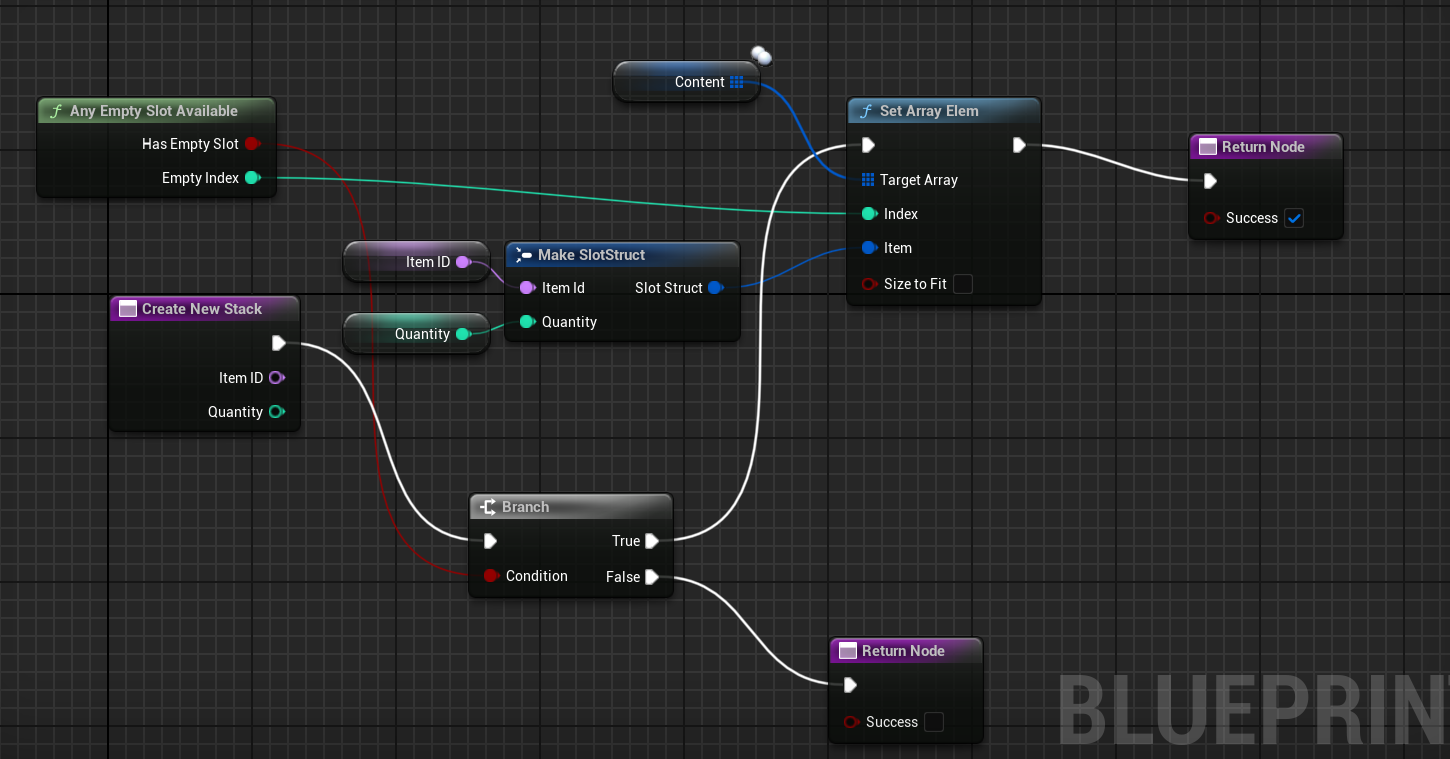 Content
Any Empty Slot Available
Has Empty Slot
Empty Index
Set Array Elem
Target Array
Index
Item
Size to Fit
Return Node
Success
Item ID
Quantity
Make SlotStruct
Item Id Slot Struct
Quantity
Create New Stack
Item ID
Quantity
Branch
True
Condition False
Return Node
Success
BLUEPRIN